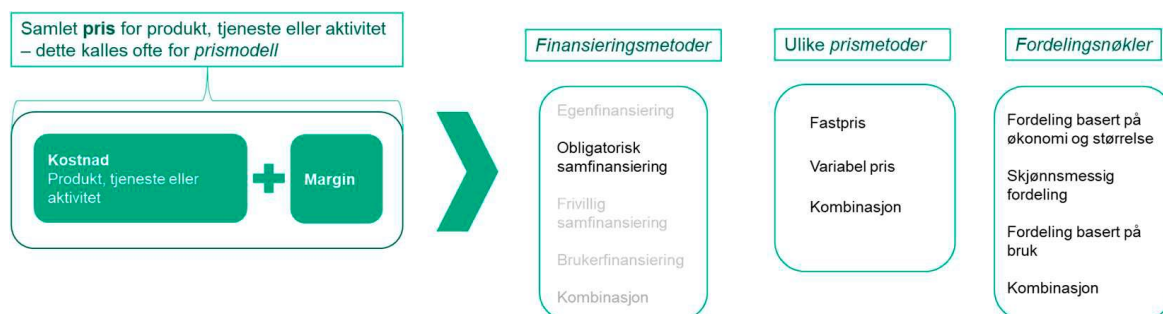 Samlet pris for produkt, tjeneste eller aktivitet
– dette kalles ofte for prismodell
Kostnad
Produkt, tjeneste eller
aktivitet
Margin
Finansieringsmetoder
Egenfinansiering
Obligatorisk
samfinansiering
Frivillig
samfinansiering
Brukerfinansiering
Kombinasjon
Ulike prismetoder
Fastpris
Variabel pris
Kombinasjon
Fordelingsnøkler
Fordeling basert på
økonomi og størrelse
Skjønnsmessig
fordeling
Fordeling basert på
bruk
Kombinasjon